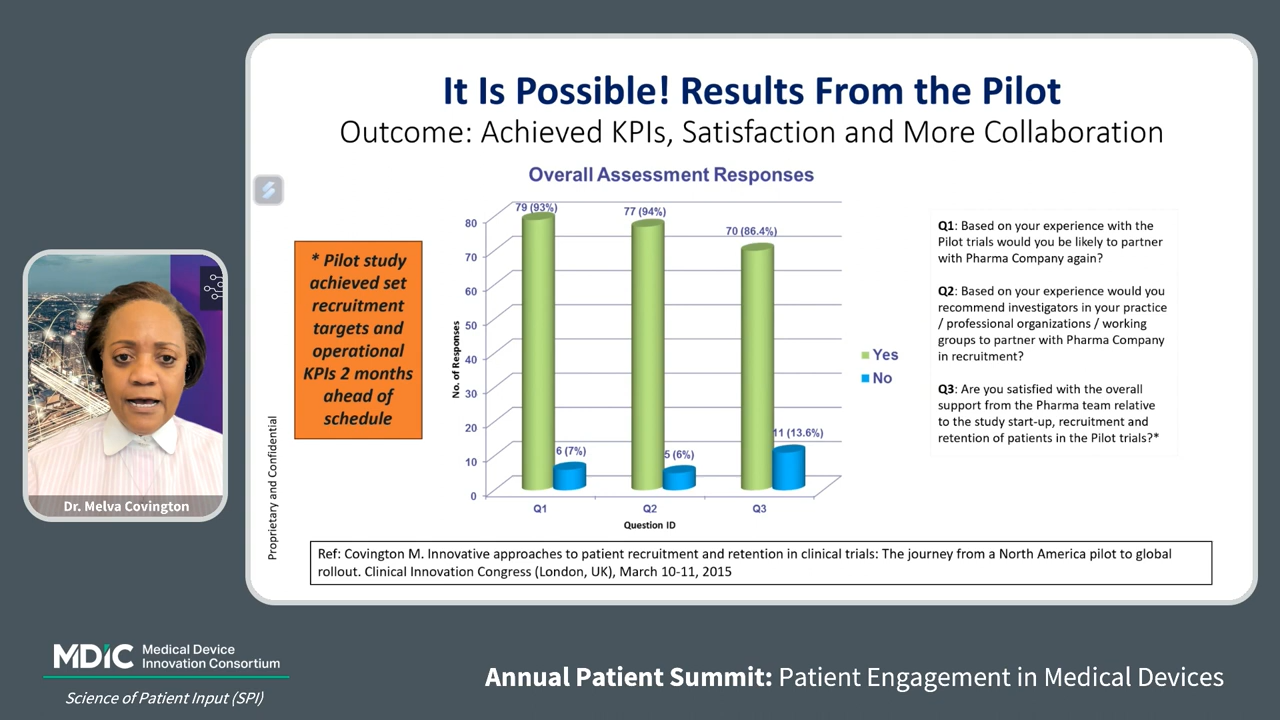 It Is Possible! Results From the Pilot
Outcome: Achieved KPIs, Satisfaction and More Collaboration
Overall Assessment Responses
* Pilot study
achieved set
recruitment
targets and
operational
KPIs 2 months
ahead of
schedule
Proprietary and Confidential
No. of Responses
80
70
60
50
40
30
20
10
0
79 (93%)
77 (94%)
70 (86.4%)
6 (7%)
5 (6%)
11 (13.6%)
Q1
Q2
Q3
Question ID
Yes
No
Q1: Based on your experience with the
Pilot trials would you be likely to partner
with Pharma Company again?
Q2: Based on your experience would you
recommend investigators in your practice
/ professional organizations / working
groups to partner with Pharma Company
in recruitment?
Q3: Are you satisfied with the overall
support from the Pharma team relative
to the study start-up, recruitment and
retention of patients in the Pilot trials?*
Ref: Covington M. Innovative approaches to patient recruitment and retention in clinical trials: The journey from a North America pilot to global
rollout. Clinical Innovation Congress (London, UK), March 10-11, 2015
Dr. Melva Covington
MDIC
Medical Device
Innovation Consortium
Science of Patient Input (SPI)
Annual Patient Summit: Patient Engagement in Medical Devices